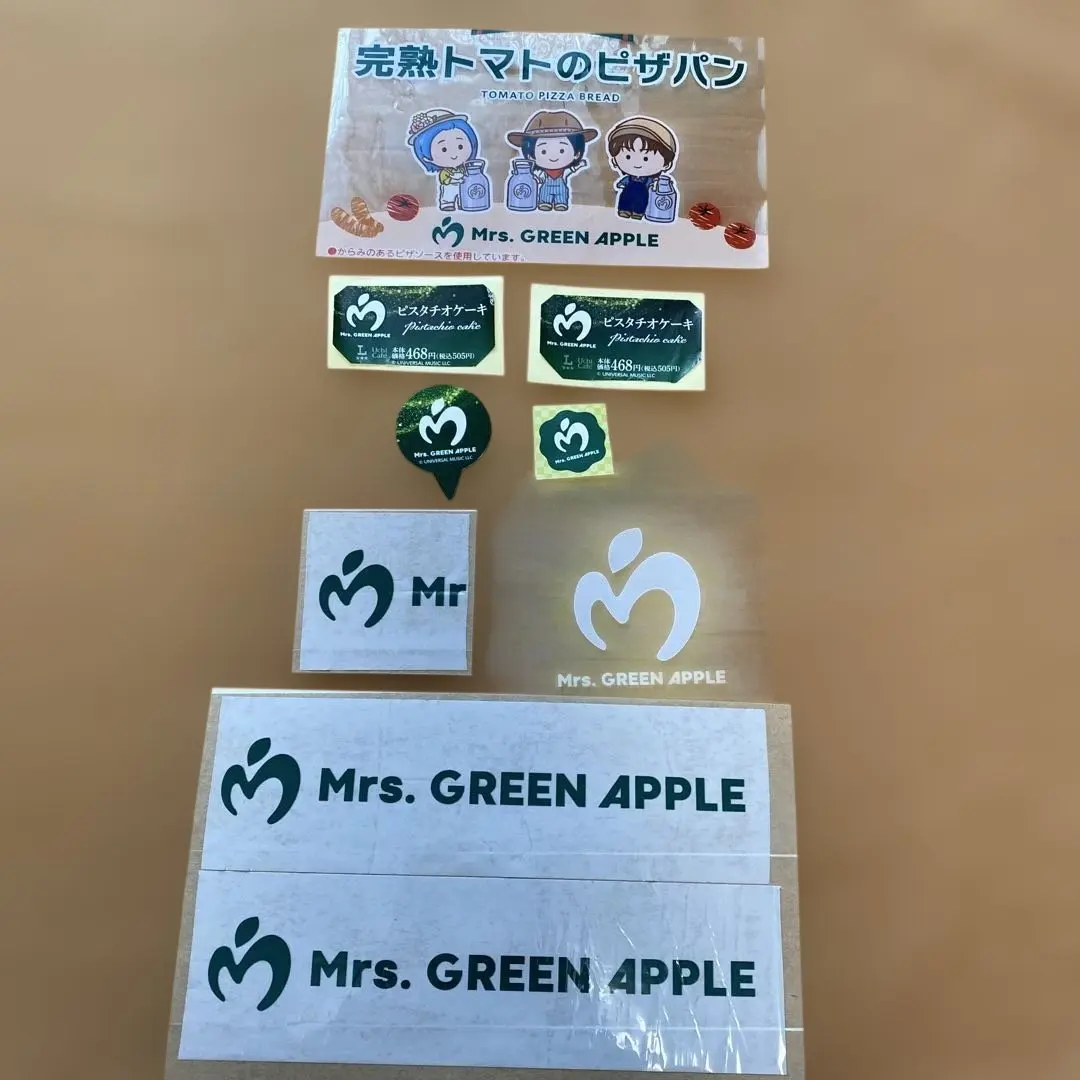 完熟トマトのピザパン
TOMATO PIZZA BREAD
Mrs. GREEN APPLE
●からみのあるピザソースを使用しています。
ピスタチオケーキ
Pistachio cake
Mrs. GREEN APPLE
L Uchi Café 本体価格468円(税込505円)
© UNIVERSAL MUSIC LLC
ピスタチオケーキ
Pistachio cake
Mrs. GREEN APPLE
L Uchi Café 本体価格468円(税込505円)
© UNIVERSAL MUSIC LLC
Mrs. GREEN APPLE
© UNIVERSAL MUSIC LLC
Mrs. GREEN APPLE
Mr
Mrs. GREEN APPLE
Mrs. GREEN APPLE
Mrs. GREEN APPLE